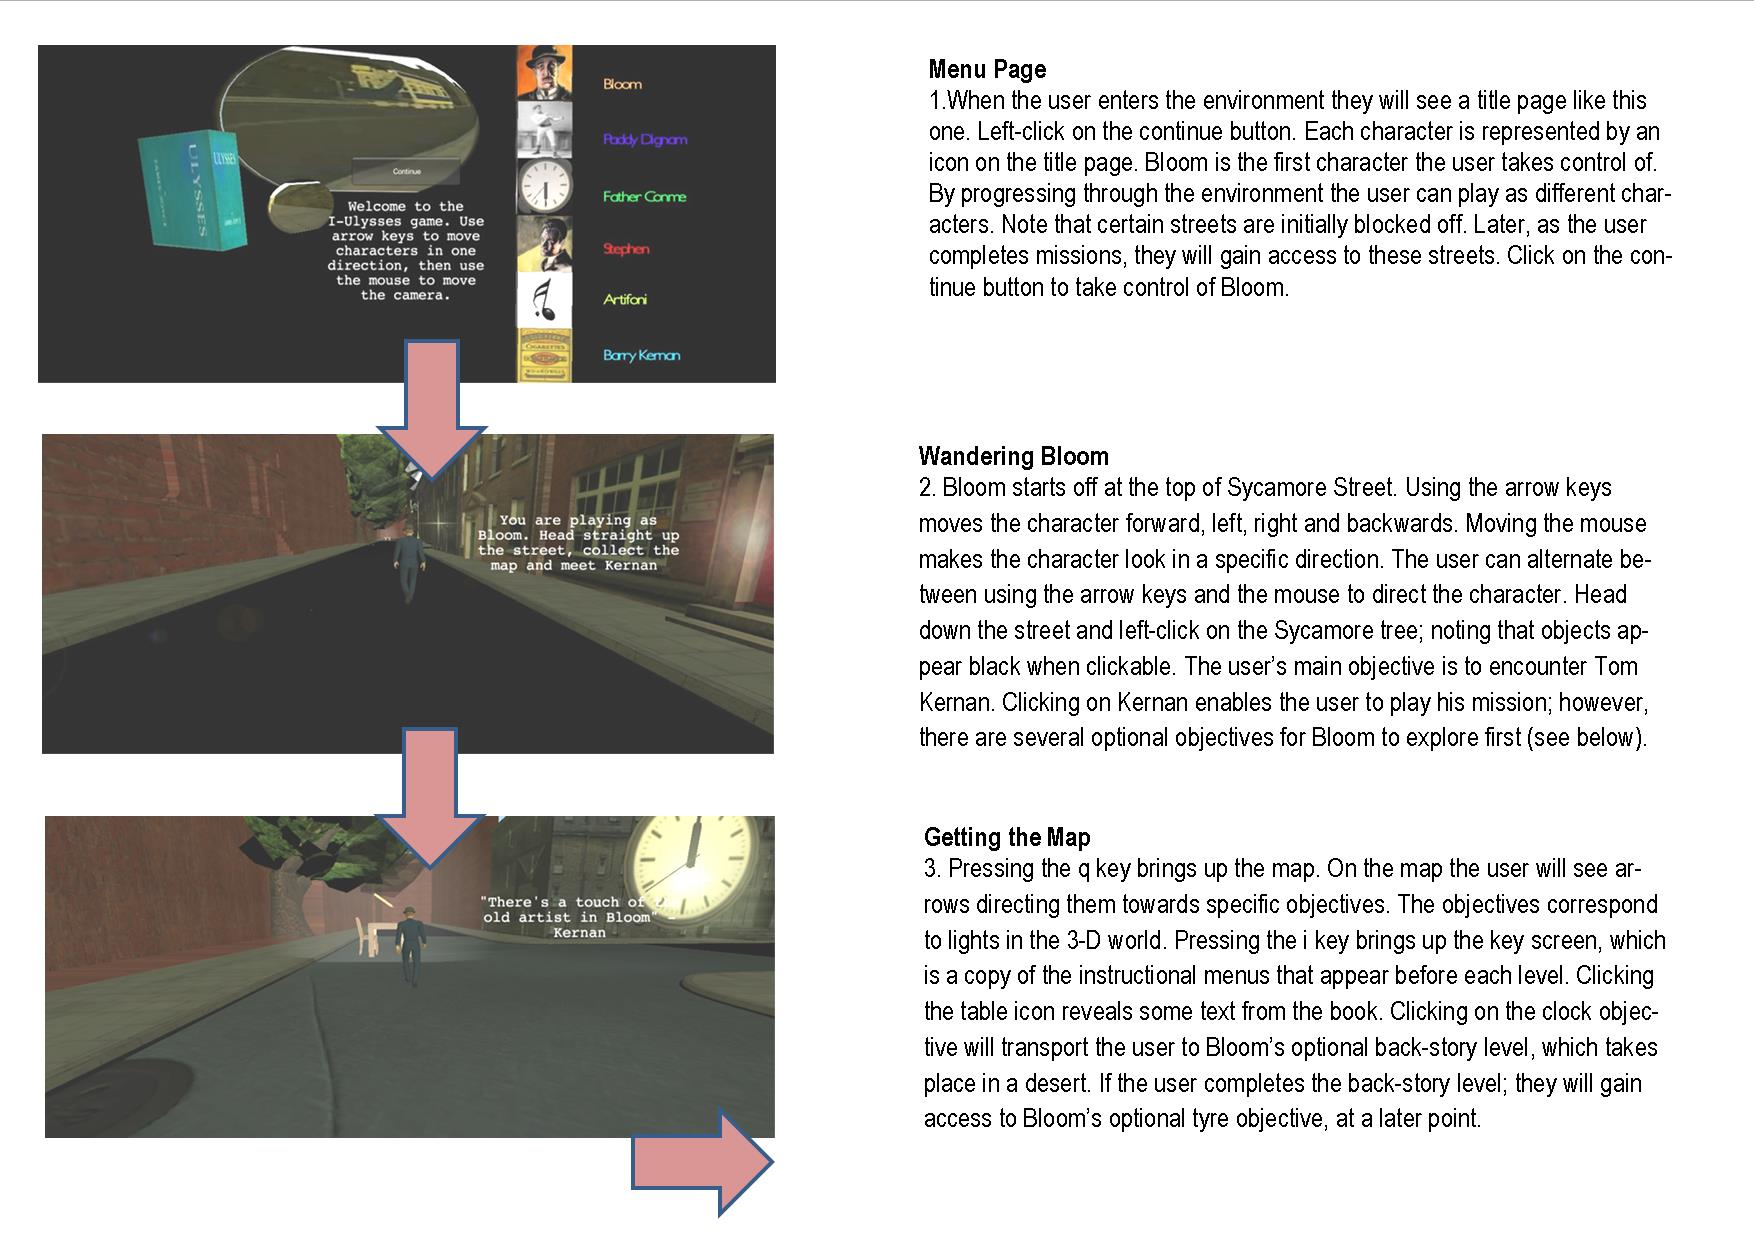 ULYSSES
ULYSSES
Continue
Welcome to the
I-Ulysses game. Use
arrow keys to move
characters in one
direction, then use
the mouse to move
the camera.
Bloom
Paddy Dignam
Father Conme
Stephen
Artifoni
Barry Kernan
CIGARETTES
Menu Page
1.When the user enters the environment they will see a title page like this
one. Left-click on the continue button. Each character is represented by an
icon on the title page. Bloom is the first character the user takes control of.
By progressing through the environment the user can play as different char-
acters. Note that certain streets are initially blocked off. Later, as the user
completes missions, they will gain access to these streets. Click on the con-
tinue button to take control of Bloom.
You are playing as
Bloom. Head straight up
the street, collect the
map and meet Kernan
Wandering Bloom
2. Bloom starts off at the top of Sycamore Street. Using the arrow keys
moves the character forward, left, right and backwards. Moving the mouse
makes the character look in a specific direction. The user can alternate be-
tween using the arrow keys and the mouse to direct the character. Head
down the street and left-click on the Sycamore tree; noting that objects ap-
pear black when clickable. The user's main objective is to encounter Tom
Kernan. Clicking on Kernan enables the user to play his mission; however,
there are several optional objectives for Bloom to explore first (see below).
"There's a touch of
old artist in Bloom" -
Kernan
Getting the Map
3. Pressing the q key brings up the map. On the map the user will see ar-
rows directing them towards specific objectives. The objectives correspond
to lights in the 3-D world. Pressing the i key brings up the key screen, which
is a copy of the instructional menus that appear before each level. Clicking
the table icon reveals some text from the book. Clicking on the clock objec-
tive will transport the user to Bloom's optional back-story level, which takes
place in a desert. If the user completes the back-story level; they will gain
access to Bloom's optional tyre objective, at a later point.